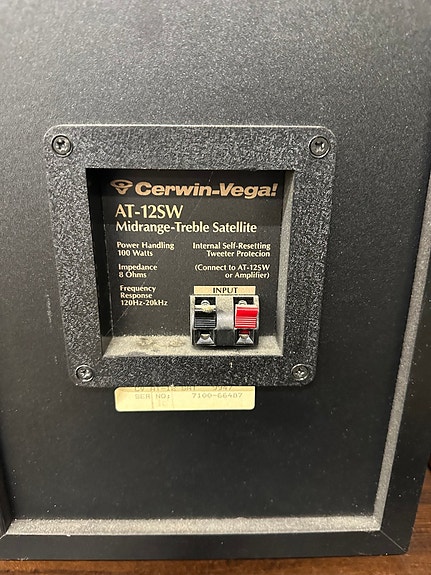 Cerwin-Vega!
AT-12SW
Midrange-Treble Satellite
Power Handling
100 Watts
Impedance
8 Ohms
Frequency
Response
120Hz-20kHz
Internal Self-Resetting
Tweeter Protecion
(Connect to AT-12SW
or Amplifier)
INPUT
SER NO: 7100-66487